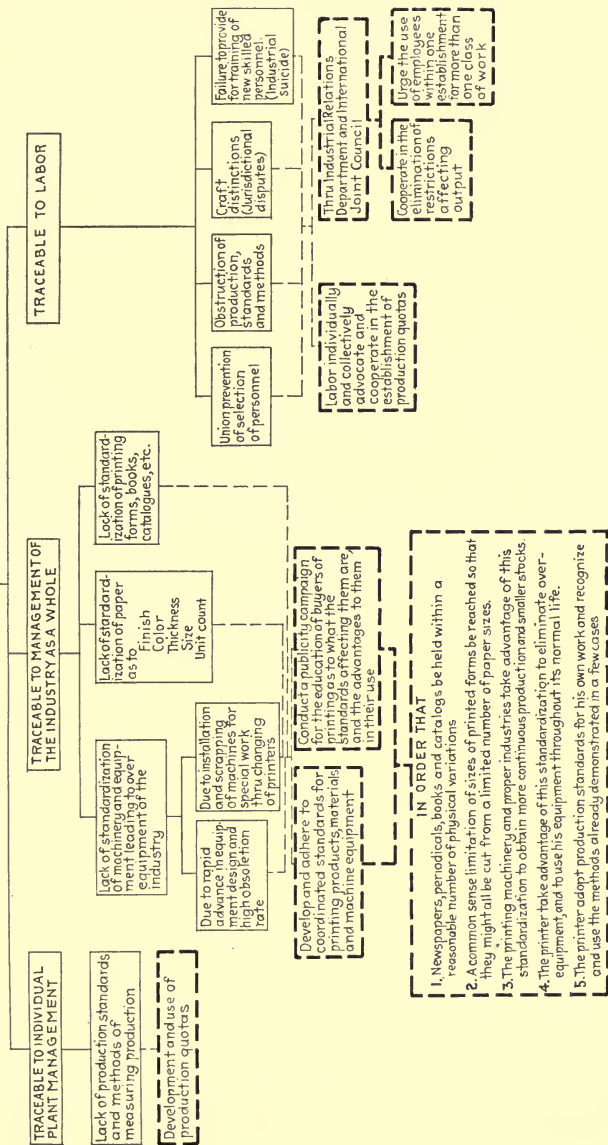 TRACEABLE TO INDIVIDUAL
PLANT MANAGEMENT
Lack of production standards
and methods of
measuring production
Development and use of
production quotas
TRACEABLE TO MANAGEMENT OF
THE INDUSTRY AS A WHOLE
Lack of standardization
of machinery and equip-
ment leading to over
equipment of the
industry
Due to rapid
advance in equip-
ment design and
high obsoletion
rate
Due to installation
and scrapping
of machines for
special work
thru changing
of printers
Lack of standard-
ization of paper
as to
Finish
Color
Thickness
Size
Unit count
Lack of standard-
ization of printing
forms, books,
catalogues, etc.
Develop and adhere to
coordinated standards for
printing products, materials
and machine equipment
Conduct a publicity campaign
for the education of buyers of
printing as to what the
standards affecting them are,
and the advantages to them
in their use
IN ORDER THAT
1. Newspapers, periodicals, books and catalogs be held within a
reasonable number of physical variations
2. A common sense limitation of sizes of printed forms be reached so that
they might all be cut from a limited number of paper sizes.
3. The printing machinery and proper industries take advantage of this
standardization to obtain more continuous production and smaller stocks.
4. The printer take advantage of this standardization to eliminate over-
equipment, and to use his equipment throughout its normal life.
5. The printer adopt production standards for his own work and recognize
and use the methods already demonstrated in a few cases
TRACEABLE TO LABOR
Union prevention
of selection
of personnel
Obstruction of
production,
standards
and methods
Craft
distinctions
(Jurisdictional
disputes)
Failure to provide
for training of
new skilled
personnel.
(Industrial
suicide)
Labor individually
and collectively
advocate and
cooperate in the
establishment of
production quotas
Thru Industrial Relations
Department and International
Joint Council
Cooperate in the
elimination of
restrictions
affecting
output
Urge the use
of employees
within one
establishment
for more than
one class
of work